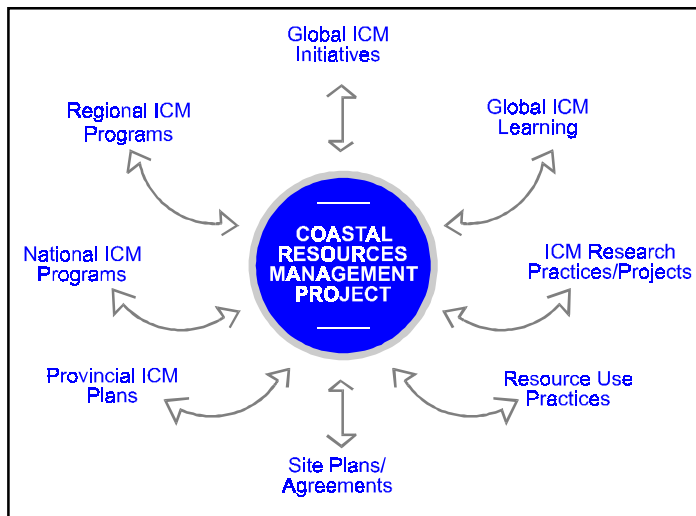 Global ICM
Initiatives
Regional ICM
Programs
Global ICM
Learning
COASTAL
RESOURCES
MANAGEMENT
PROJECT
National ICM
Programs
ICM Research
Practices/Projects
Provincial ICM
Plans
Resource Use
Practices
Site Plans/
Agreements